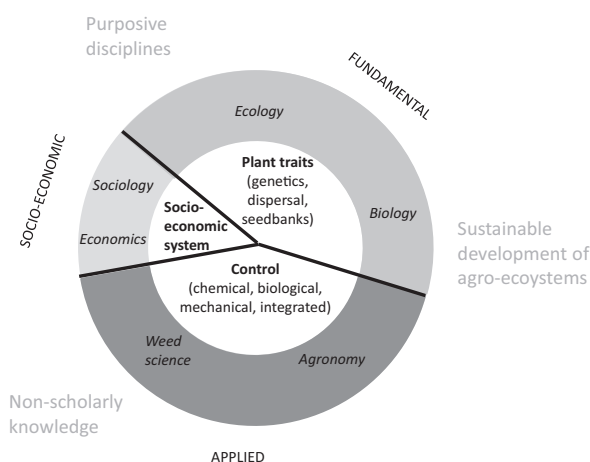 Purposive
disciplines
FUNDAMENTAL
Ecology
SOCIO-ECONOMIC
Plant traits
(genetics,
dispersal,
seedbanks)
Sociology
Socio-
economic
system
Biology
Economics
Sustainable
development of
agro-ecoystems
Control
(chemical, biological,
mechanical, integrated)
Weed
science
Agronomy
Non-scholarly
knowledge
APPLIED